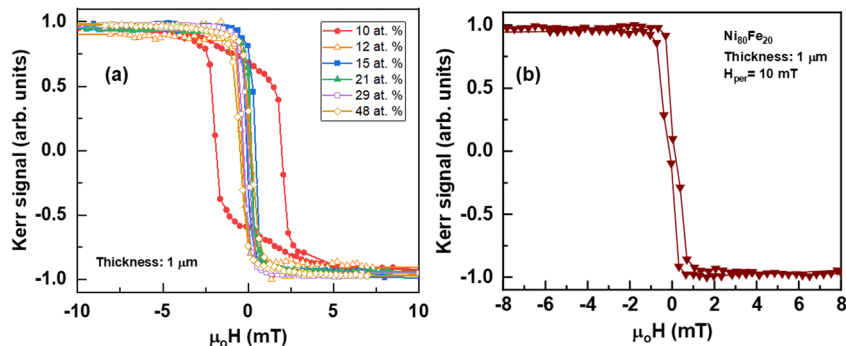 1.0
0.5
0.0
-0.5
-1.0
Kerr signal (arb. units)
(a)
10 at. %
12 at. %
15 at. %
21 at. %
29 at. %
48 at. %
Thickness: 1 μm
-10
-5
0
5
10
μₒH (mT)
1.0
0.5
0.0
-0.5
-1.0
Kerr signal (arb. units)
(b)
Ni₈₀Fe₂₀
Thickness: 1 μm
Hₚₑᵣ= 10 mT
-8
-6
-4
-2
0
2
4
6
8
μₒH (mT)